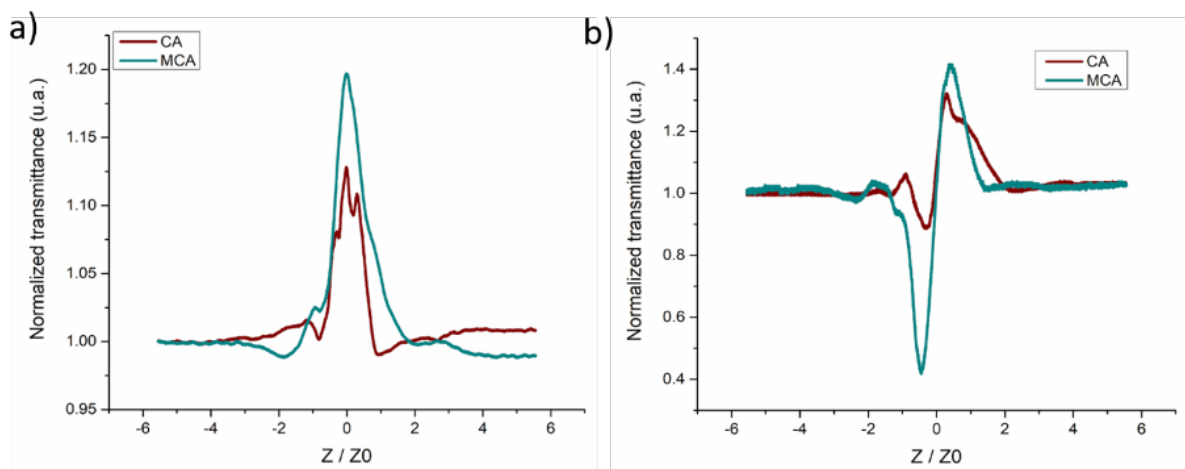 a)
CA
MCA
Normalized transmittance (u.a.)
1.25
1.20
1.15
1.10
1.05
1.00
0.95
-6 -4 -2 0 2 4 6
Z / Z0
b)
CA
MCA
Normalized transmittance (u.a.)
1.4
1.2
1.0
0.8
0.6
0.4
-6 -4 -2 0 2 4 6
Z / Z0